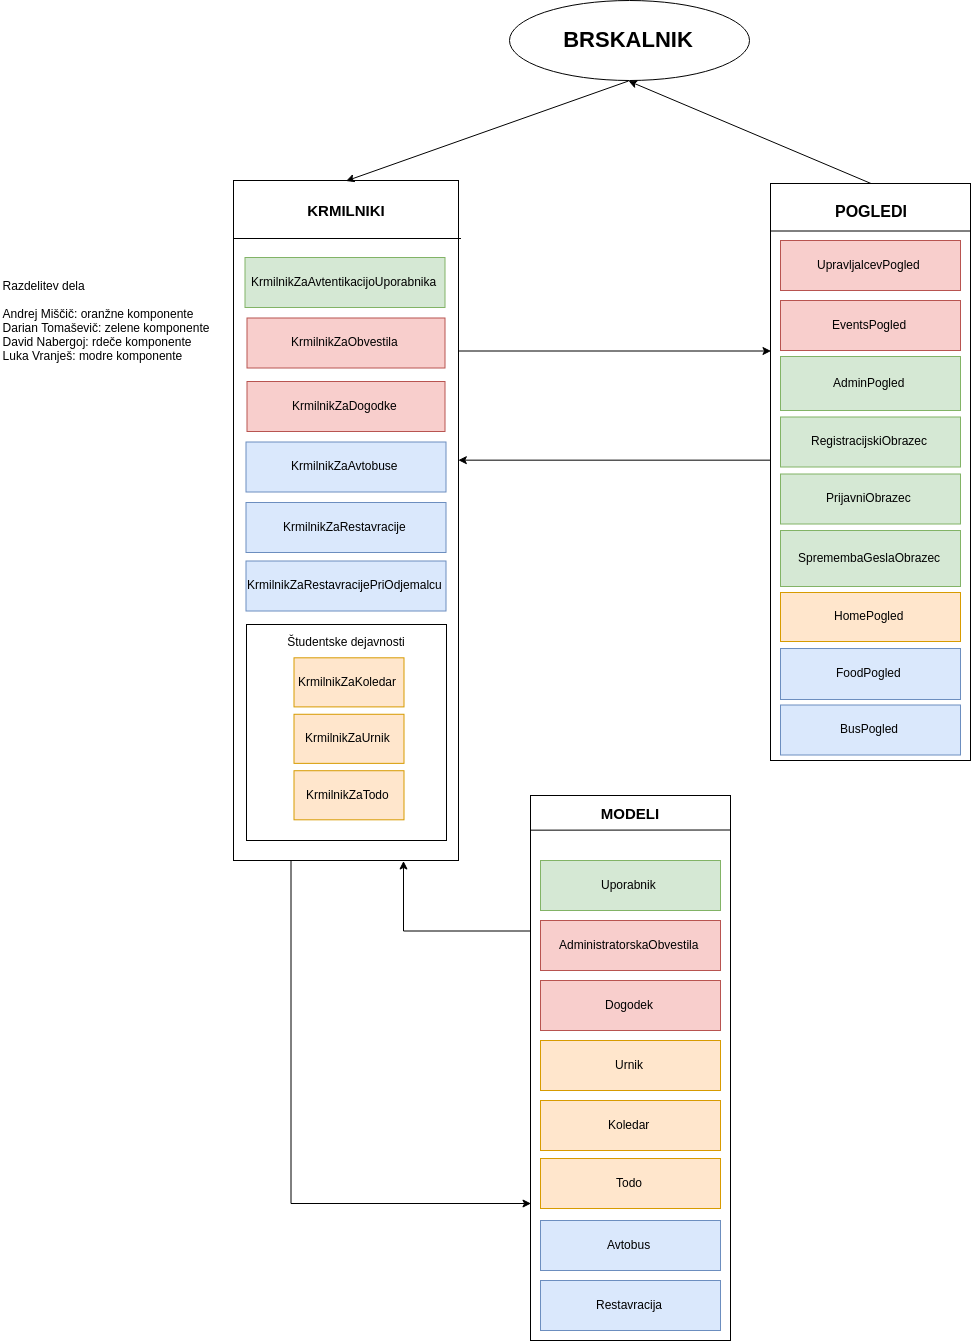 BRSKALNIK
Razdelitev dela
Andrej Miščič: oranžne komponente
Darian Tomaševič: zelene komponente
David Nabergoj: rdeče komponente
Luka Vranješ: modre komponente
KRMILNIKI
KrmilnikZaAvtentikacijoUporabnika
KrmilnikZaObvestila
KrmilnikZaDogodke
KrmilnikZaAvtobuse
KrmilnikZaRestavracije
KrmilnikZaRestavracijePriOdjemalcu
Študentske dejavnosti
KrmilnikZaKoledar
KrmilnikZaUrnik
KrmilnikZaTodo
POGLEDI
UpravljalcevPogled
EventsPogled
AdminPogled
RegistracijskiObrazec
PrijavniObrazec
SpremembaGeslaObrazec
HomePogled
FoodPogled
BusPogled
MODELI
Uporabnik
AdministratorskaObvestila
Dogodek
Urnik
Koledar
Todo
Avtobus
Restavracija